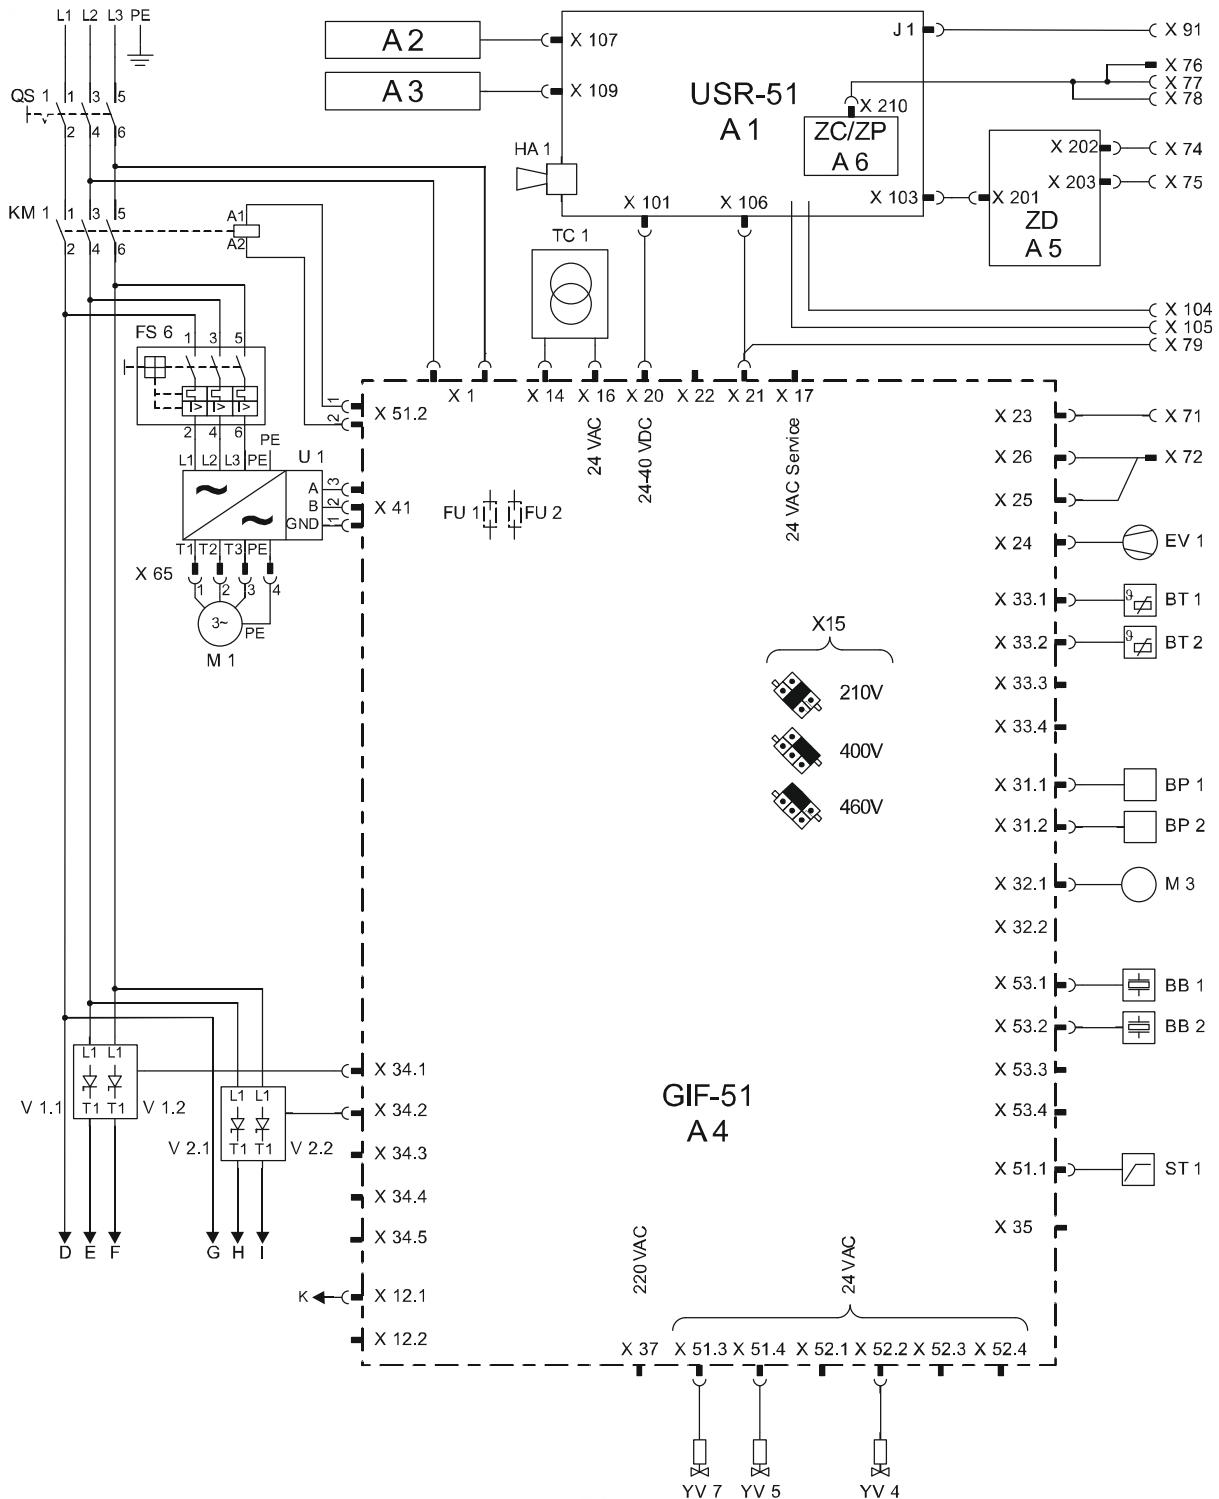 L1 L2 L3 PE
A 2
X 107
J 1
X 91
A 3
X 109
USR-51
A 1
X 76
X 77
X 78
QS 1
1 3 5
2 4 6
X 210
ZC/ZP
A 6
HA 1
X 202
X 74
X 203
X 75
X 103
X 201
ZD
A 5
KM 1
1 3 5
2 4 6
A1
A2
X 101
X 106
TC 1
X 104
X 105
X 79
FS 6
1 3 5
I> I> I>
2 4 6
PE
X 1
X 14
X 16
X 20
X 22
X 21
X 17
24 VAC
24-40 VDC
24 VAC Service
1
2
X 51.2
X 23
X 71
X 26
X 72
X 25
L1 L2 L3 PE
U 1
A
B
GND
3
2
1
X 41
FU 1
FU 2
X 24
EV 1
T1 T2 T3 PE
X 65
1 2 3 4
3~
PE
M 1
X 33.1
ϑ
BT 1
X 33.2
ϑ
BT 2
X 33.3
X 33.4
X15
210V
400V
460V
X 31.1
BP 1
X 31.2
BP 2
X 32.1
M 3
X 32.2
X 53.1
BB 1
X 53.2
BB 2
X 53.3
X 53.4
L1 L1
T1 T1
V 1.1
V 1.2
L1 L1
T1 T1
V 2.1
V 2.2
X 34.1
X 34.2
X 34.3
X 34.4
X 34.5
GIF-51
A 4
X 51.1
ST 1
X 35
D E F
G H I
K
X 12.1
X 12.2
220 VAC
24 VAC
X 37
X 51.3
X 51.4
X 52.1
X 52.2
X 52.3
X 52.4
YV 7
YV 5
YV 4